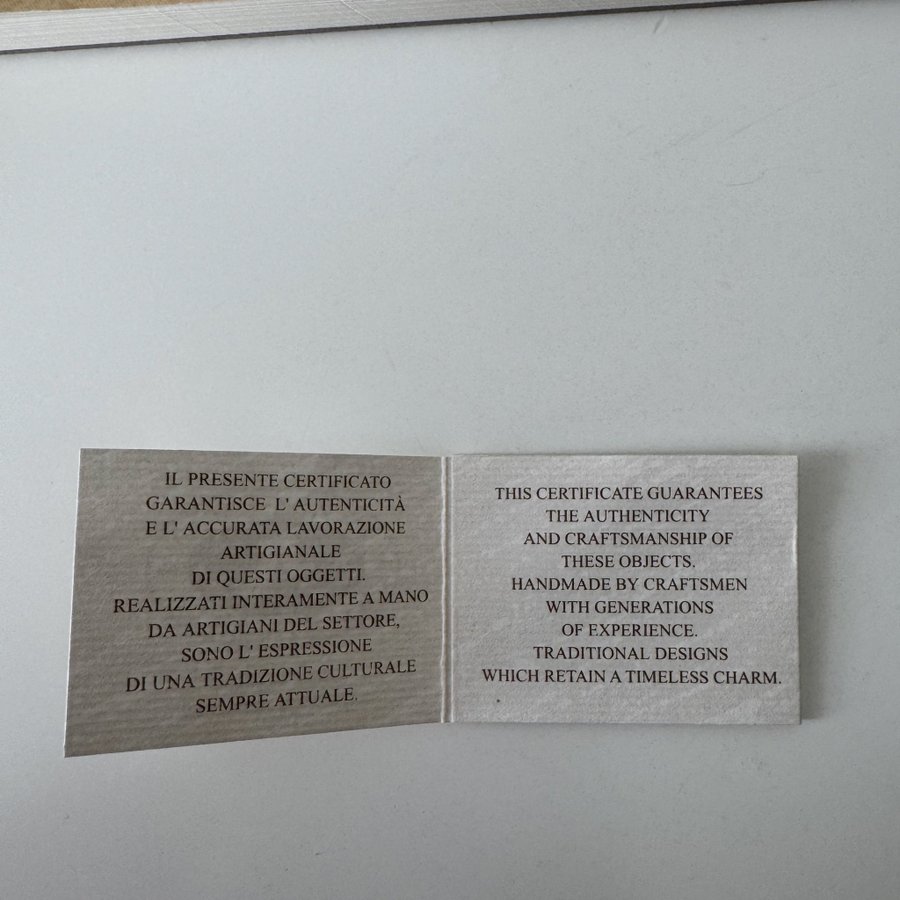 IL PRESENTE CERTIFICATO
GARANTISCE L' AUTENTICITÀ
E L' ACCURATA LAVORAZIONE
ARTIGIANALE
DI QUESTI OGGETTI.
REALIZZATI INTERAMENTE A MANO
DA ARTIGIANI DEL SETTORE,
SONO L' ESPRESSIONE
DI UNA TRADIZIONE CULTURALE
SEMPRE ATTUALE.
THIS CERTIFICATE GUARANTEES
THE AUTHENTICITY
AND CRAFTSMANSHIP OF
THESE OBJECTS.
HANDMADE BY CRAFTSMEN
WITH GENERATIONS
OF EXPERIENCE.
TRADITIONAL DESIGNS
WHICH RETAIN A TIMELESS CHARM.